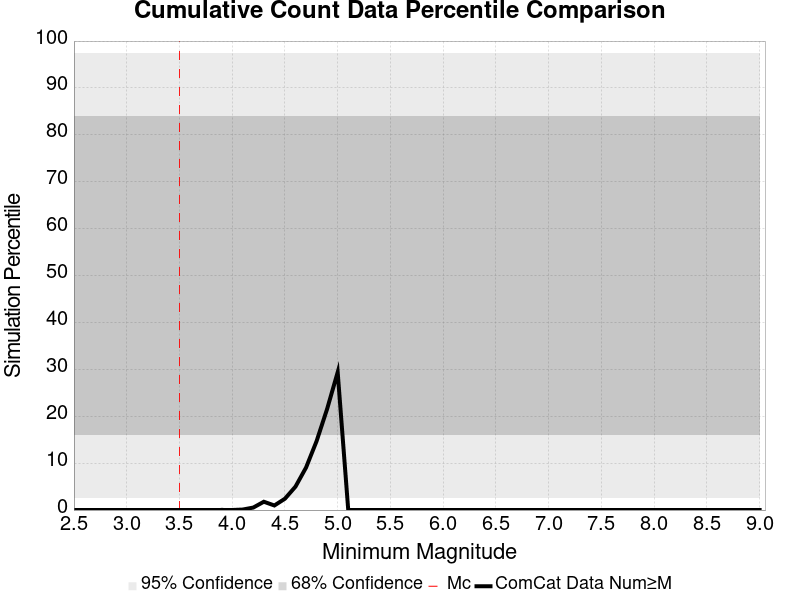 Cumulative Count Data Percentile Comparison
Simulation Percentile
100
90
80
70
60
50
40
30
20
10
0
2.5 3.0 3.5 4.0 4.5 5.0 5.5 6.0 6.5 7.0 7.5 8.0 8.5 9.0
Minimum Magnitude
95% Confidence 68% Confidence Mc ComCat Data Num≥M